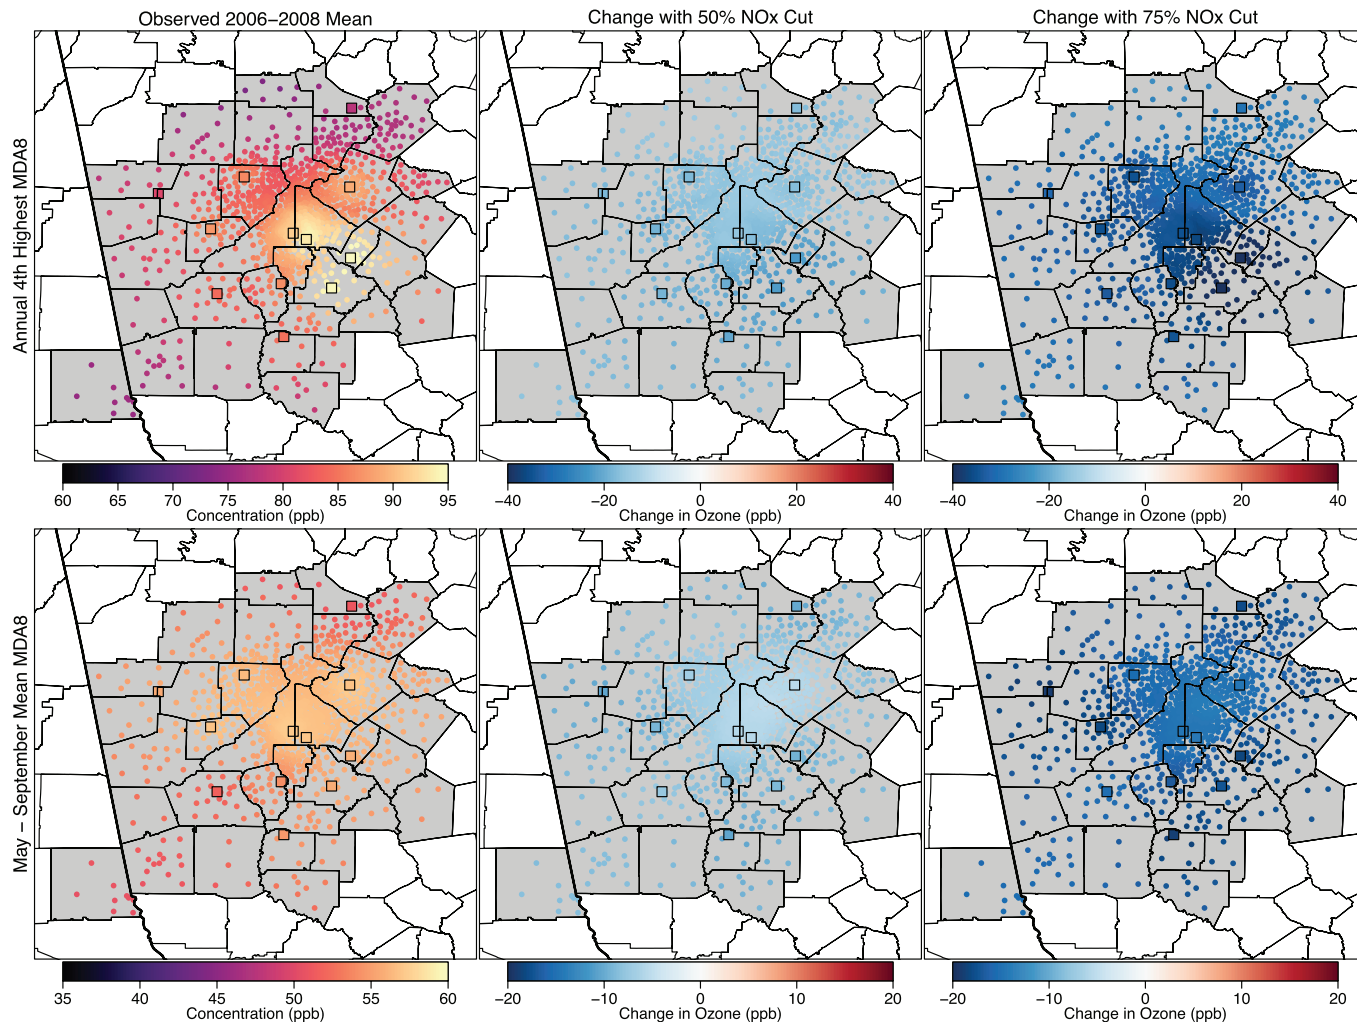 Observed 2006–2008 Mean
Change with 50% NOx Cut
Change with 75% NOx Cut
Annual 4th Highest MDA8
60 65 70 75 80 85 90 95
Concentration (ppb)
−40 −20 0 20 40
Change in Ozone (ppb)
−40 −20 0 20 40
Change in Ozone (ppb)
May – September Mean MDA8
35 40 45 50 55 60
Concentration (ppb)
−20 −10 0 10 20
Change in Ozone (ppb)
−20 −10 0 10 20
Change in Ozone (ppb)